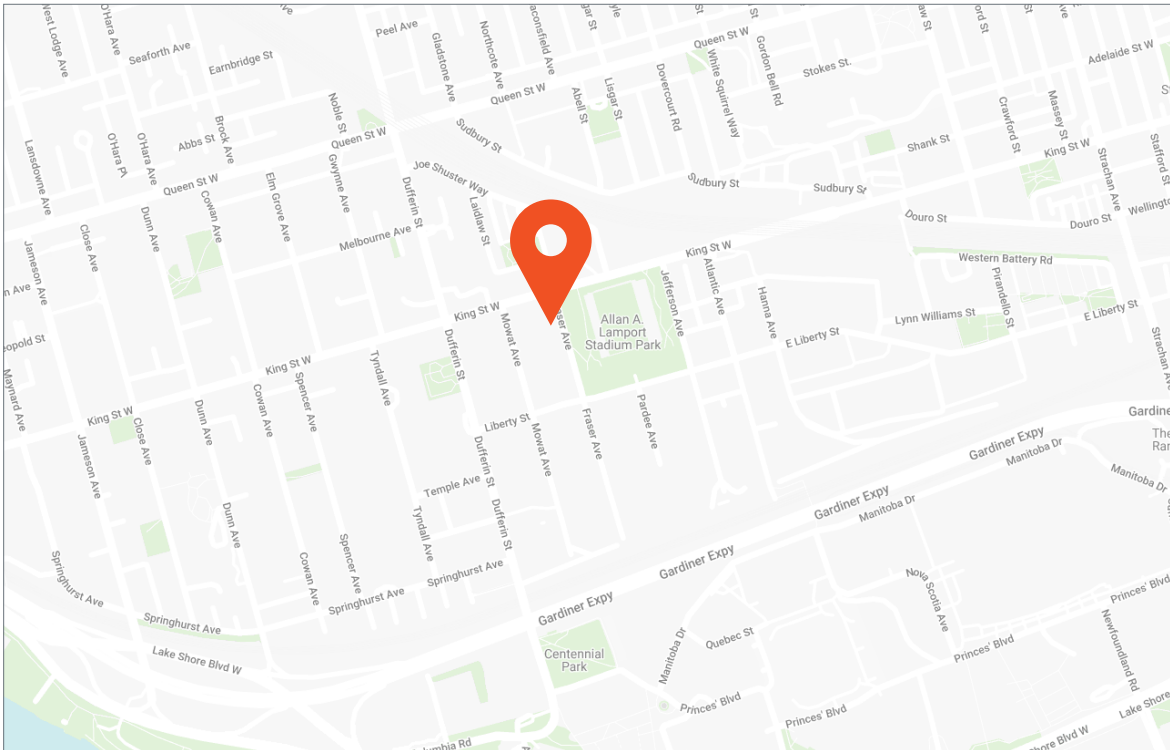 West Lodge Ave
O'Hara Ave
Seaforth Ave
Earnbridge St
Peel Ave
Gladstone Ave
Northcote Ave
Queen St W
Gordon Bell Rd
Stokes St.
Adelaide St W
Dovercourt Rd
White Squirrel Way
Lisgar St
Abell St
Queen St W
Noble St
Queen St W
Sudbury St
Crawford St
Massey St
King St W
Shank St
Strachan Ave
Lansdowne Ave
O'Hara Pl
O'Hara Ave
Abbs St
Brock Ave
Queen St W
Gwynne Ave
Joe Shuster Way
Sudbury St
Sudbury St
Elm Grove Ave
Dufferin St
Laidlaw St
Cowan Ave
Dunn Ave
Close Ave
Melbourne Ave
Douro St
Douro St
King St W
Western Battery Rd
Jameson Ave
Atlantic Ave
Jefferson Ave
Hanna Ave
Pirandello St
King St W
Mowat Ave
Allan A.
Lamport
Stadium Park
Lynn Williams St
E Liberty St
E Liberty St
Dufferin St
Tyndall Ave
King St W
Maynard Ave
Spencer Ave
Cowan Ave
Dunn Ave
King St W
Close Ave
Jameson Ave
Liberty St
Mowat Ave
Fraser Ave
Pardee Ave
Gardiner Expy
Manitoba Dr
Manitoba Dr
Dufferin St
Temple Ave
Dufferin St
Tyndall Ave
Gardiner Expy
Manitoba Dr
Dunn Ave
Spencer Ave
Cowan Ave
Springhurst Ave
Springhurst Ave
Springhurst Ave
Springhurst Ave
Gardiner Expy
Gardiner Expy
Nova Scotia Ave
Princes' Blvd
Newfoundland Rd
Lake Shore Blvd W
Centennial
Park
Manitoba Dr
Quebec St
Princes' Blvd
Princes' Blvd
Princes' Blvd
Lake Shore